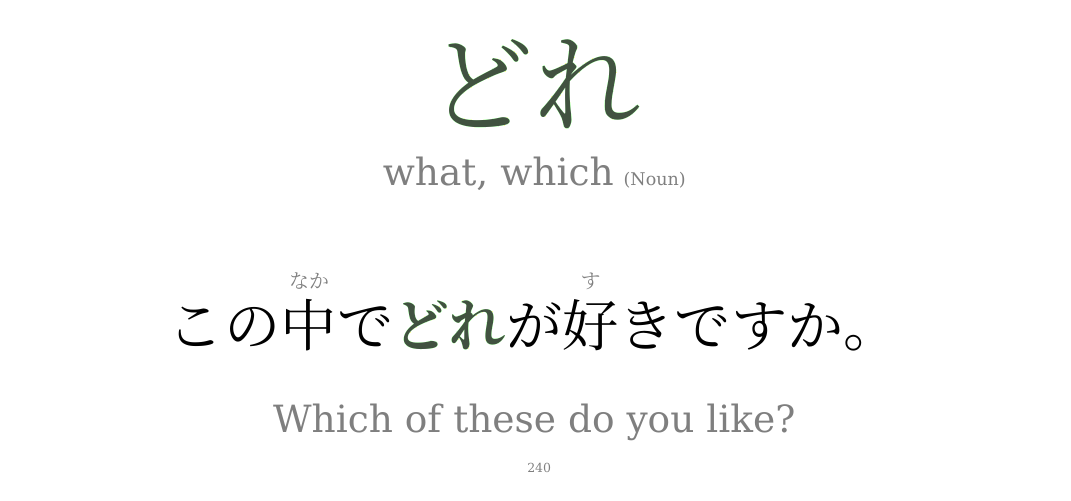 どれ
what, which (Noun)
なか す
この中でどれが好きですか。
Which of these do you like?
240